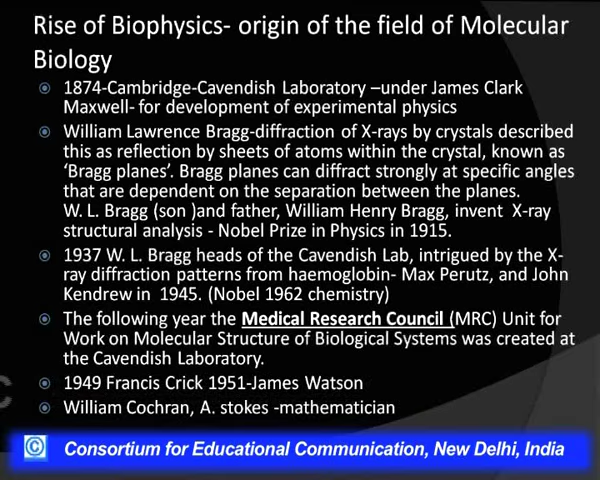 Rise of Biophysics- origin of the field of Molecular
Biology
1874-Cambridge-Cavendish Laboratory –under James Clark
Maxwell- for development of experimental physics
William Lawrence Bragg-diffraction of X-rays by crystals described
this as reflection by sheets of atoms within the crystal, known as
‘Bragg planes’. Bragg planes can diffract strongly at specific angles
that are dependent on the separation between the planes.
W. L. Bragg (son )and father, William Henry Bragg, invent X-ray
structural analysis - Nobel Prize in Physics in 1915.
1937 W. L. Bragg heads of the Cavendish Lab, intrigued by the X-
ray diffraction patterns from haemoglobin- Max Perutz, and John
Kendrew in 1945. (Nobel 1962 chemistry)
The following year the Medical Research Council (MRC) Unit for
Work on Molecular Structure of Biological Systems was created at
the Cavendish Laboratory.
1949 Francis Crick 1951-James Watson
William Cochran, A. stokes -mathematician
© Consortium for Educational Communication, New Delhi, India